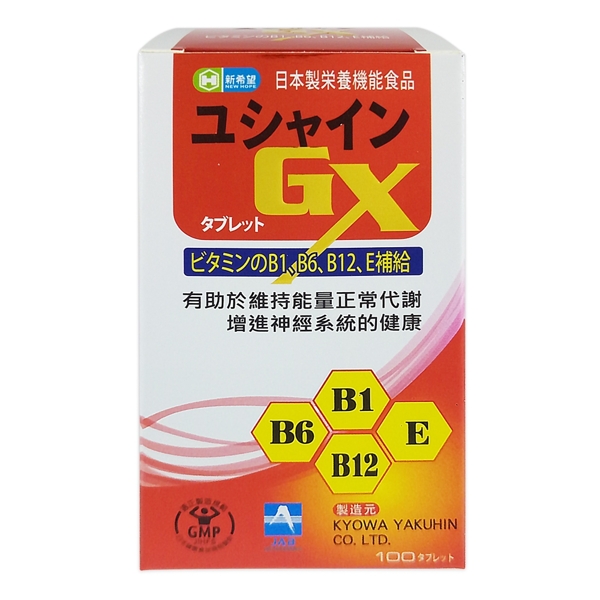 新希望
NEW HOPE
日本製栄養機能食品
ユシャイン
GX
タブレット
ビタミンのB1、B6、B12、E補給
有助於維持能量正常代謝
增進神經系統的健康
B1
B6
E
B12
GMP
製造元
KYOWA YAKUHIN
CO. LTD.
100タブレット